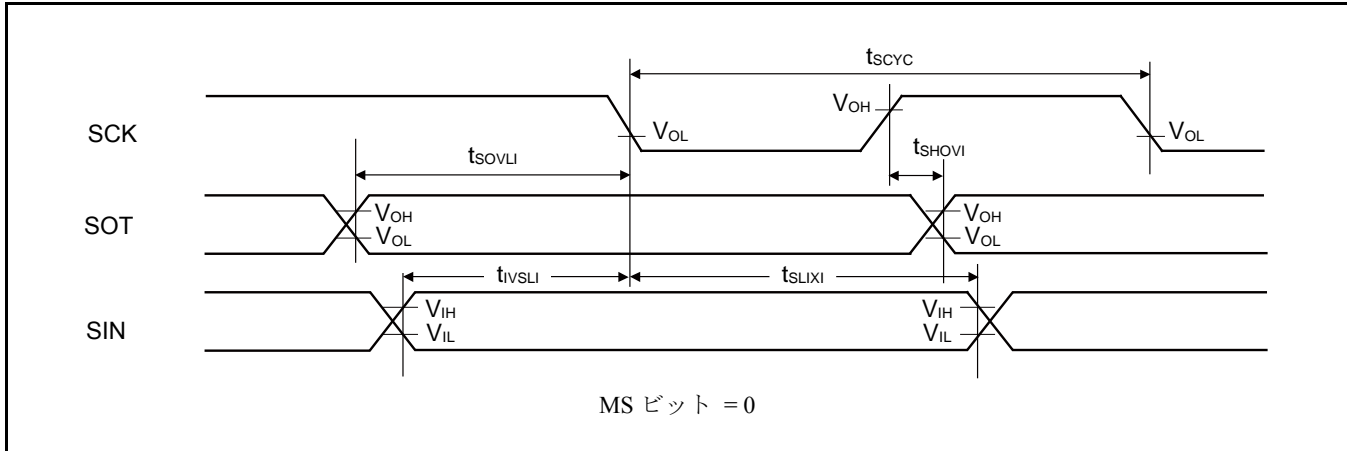 tSCYC
SCK
VOH
VOL
VOL
tSOVLI
tSHOVI
SOT
VOH
VOL
VOH
VOL
tIVSLI
tSLIXI
SIN
VIH
VIL
VIH
VIL
MS ビット = 0